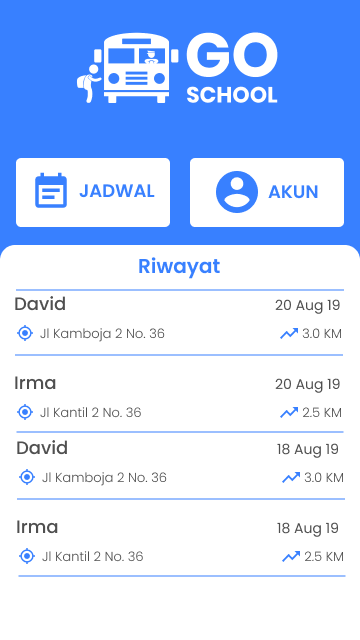 GO
SCHOOL
JADWAL
AKUN
Riwayat
David 20 Aug 19
Jl Kamboja 2 No. 36 3.0 KM
Irma 20 Aug 19
Jl Kantil 2 No. 36 2.5 KM
David 18 Aug 19
Jl Kamboja 2 No. 36 3.0 KM
Irma 18 Aug 19
Jl Kantil 2 No. 36 2.5 KM